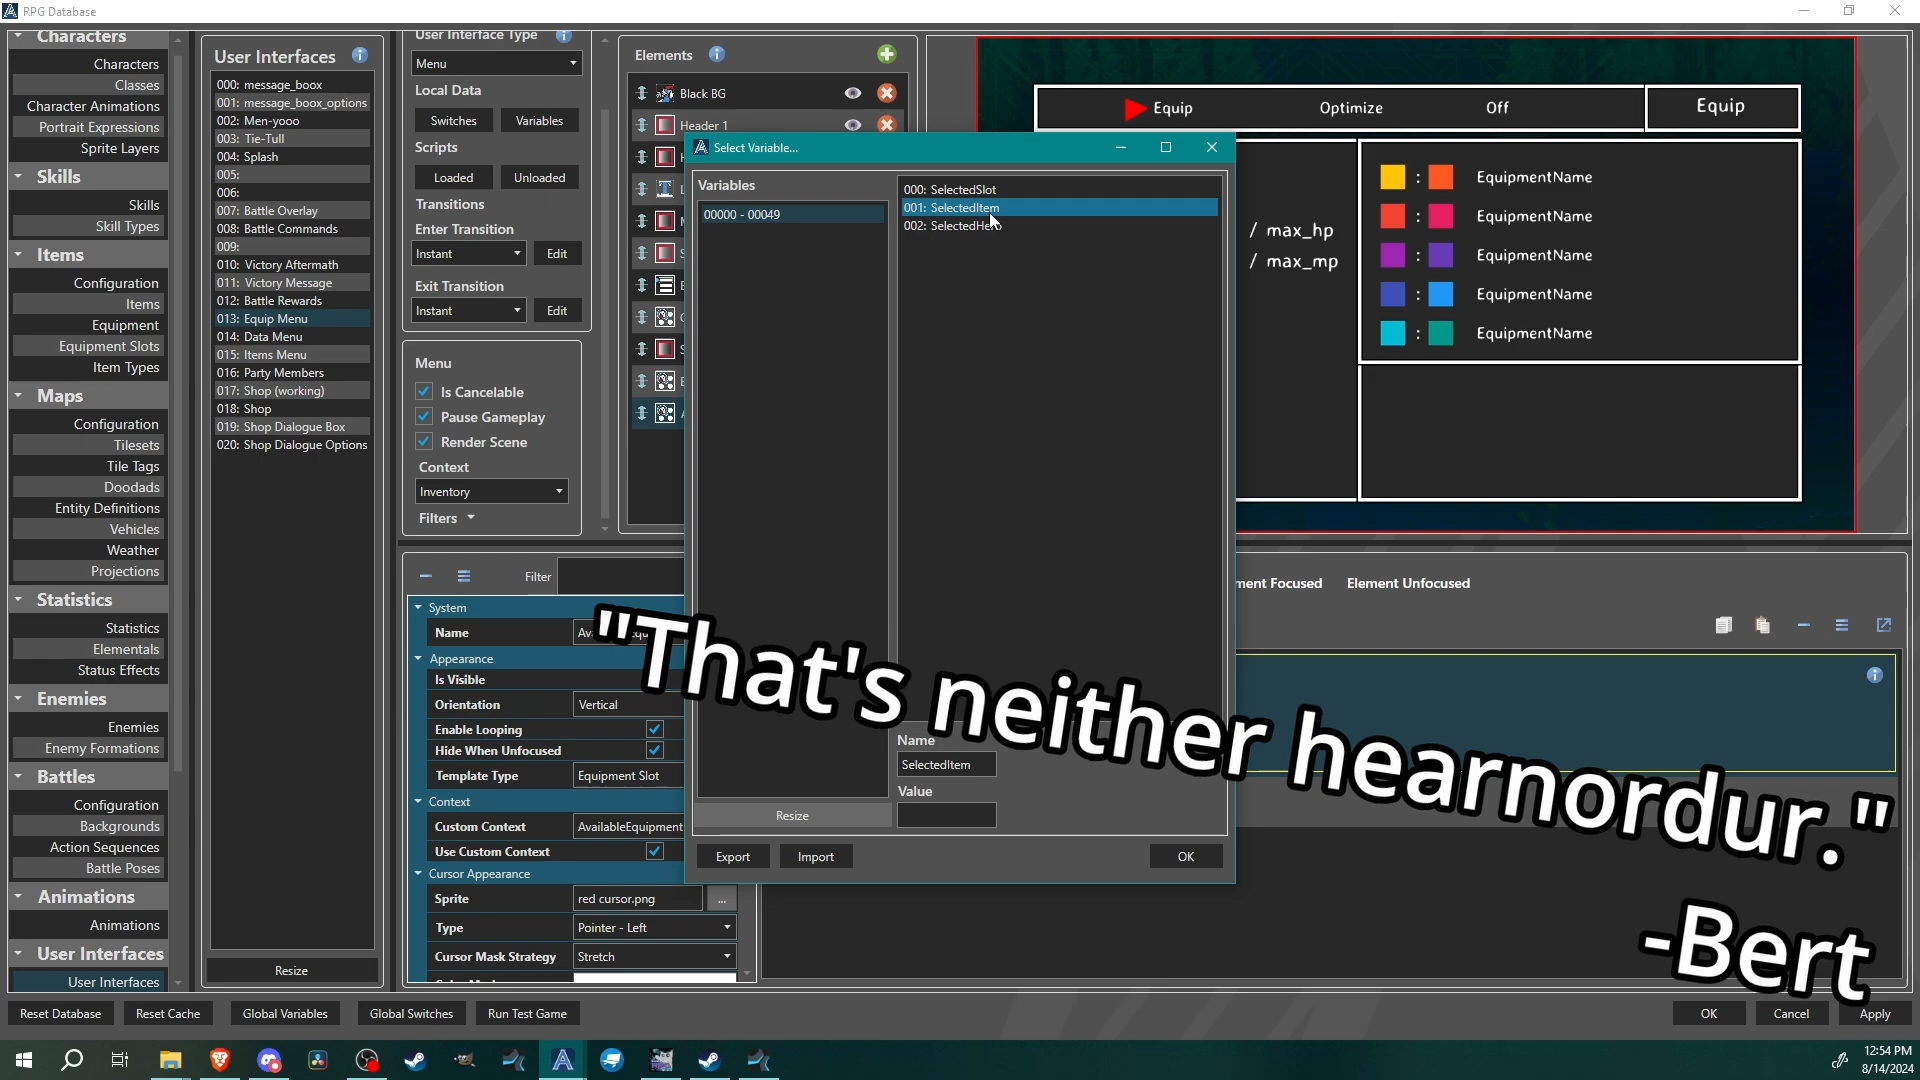 RPG Database
Characters
Characters
Classes
Character Animations
Portrait Expressions
Sprite Layers
Skills
Skills
Skill Types
Items
Configuration
Items
Equipment
Equipment Slots
Item Types
Maps
Configuration
Tilesets
Tile Tags
Doodads
Entity Definitions
Vehicles
Weather
Projections
Statistics
Statistics
Elementals
Status Effects
Enemies
Enemies
Enemy Formations
Battles
Configuration
Backgrounds
Action Sequences
Battle Poses
Animations
Animations
User Interfaces
User Interfaces
User Interfaces
000: message_boox
001: message_boox_options
002: Men-yooo
003: Tie-Tull
004: Splash
005:
006:
007: Battle Overlay
008: Battle Commands
009:
010: Victory Aftermath
011: Victory Message
012: Battle Rewards
013: Equip Menu
014: Data Menu
015: Items Menu
016: Party Members
017: Shop (working)
018: Shop
019: Shop Dialogue Box
020: Shop Dialogue Options
Resize
User Interface Type
Menu
Local Data
Switches Variables
Scripts
Loaded Unloaded
Transitions
Enter Transition
Instant Edit
Exit Transition
Instant Edit
Menu
Is Cancelable
Pause Gameplay
Render Scene
Context
Inventory
Filters
Elements
Black BG
Header 1
Select Variable...
Variables
00000 - 00049
000: SelectedSlot
001: SelectedItem
002: SelectedHero
Name
SelectedItem
Value
Resize
Export Import OK
Equip Optimize Off Equip
/ max_hp
/ max_mp
: EquipmentName
: EquipmentName
: EquipmentName
: EquipmentName
: EquipmentName
Filter
System
Name
Appearance
Is Visible
Orientation Vertical
Enable Looping
Hide When Unfocused
Template Type Equipment Slot
Context
Custom Context AvailableEquipment
Use Custom Context
Cursor Appearance
Sprite red cursor.png ...
Type Pointer - Left
Cursor Mask Strategy Stretch
ment Focused Element Unfocused
"That's neither hearnordur."
-Bert
Reset Database Reset Cache Global Variables Global Switches Run Test Game
OK Cancel Apply
12:54 PM
8/14/2024